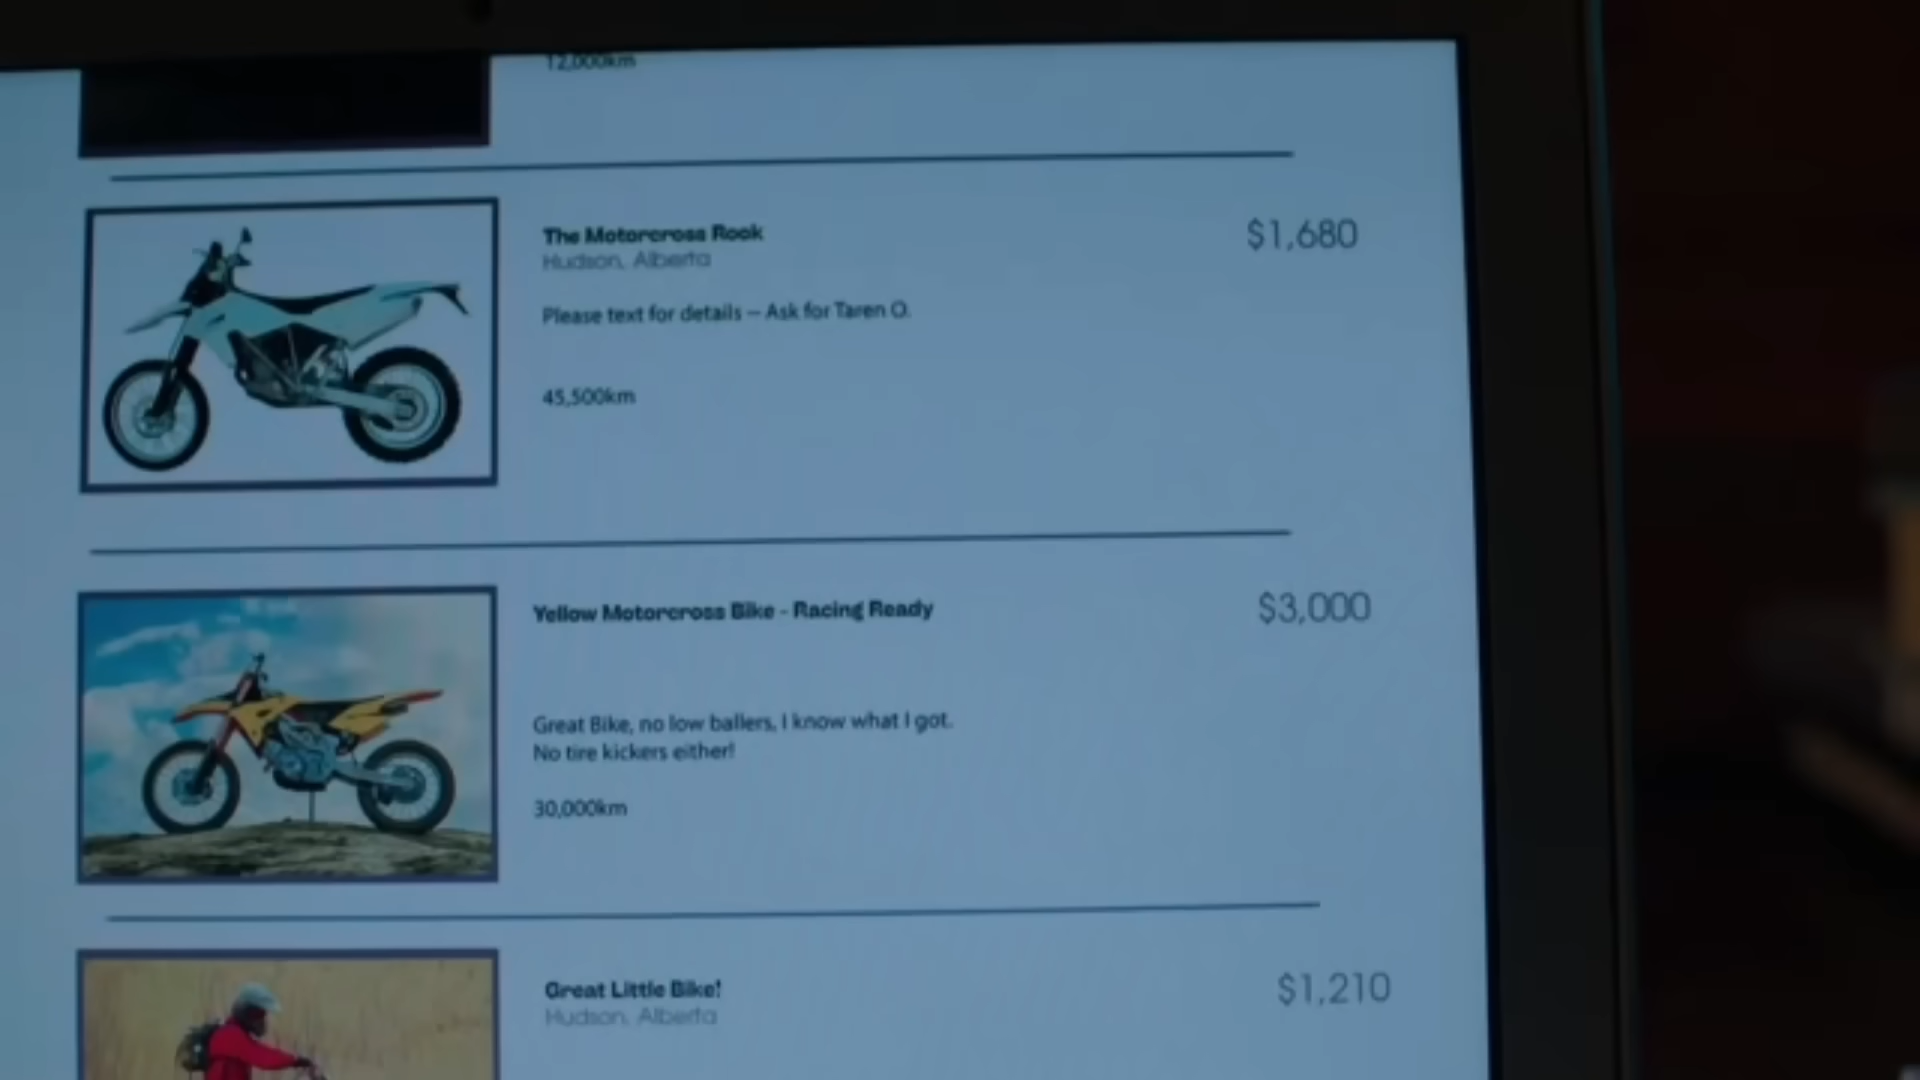 12,000km
The Motorcross Rook
$1,680
Hudson, Alberta
Please text for details – Ask for Taren O.
45,500km
Yellow Motorcross Bike - Racing Ready
$3,000
Great Bike, no low ballers, I know what I got.
No tire kickers either!
30,000km
Great Little Bike!
$1,210
Hudson, Alberta